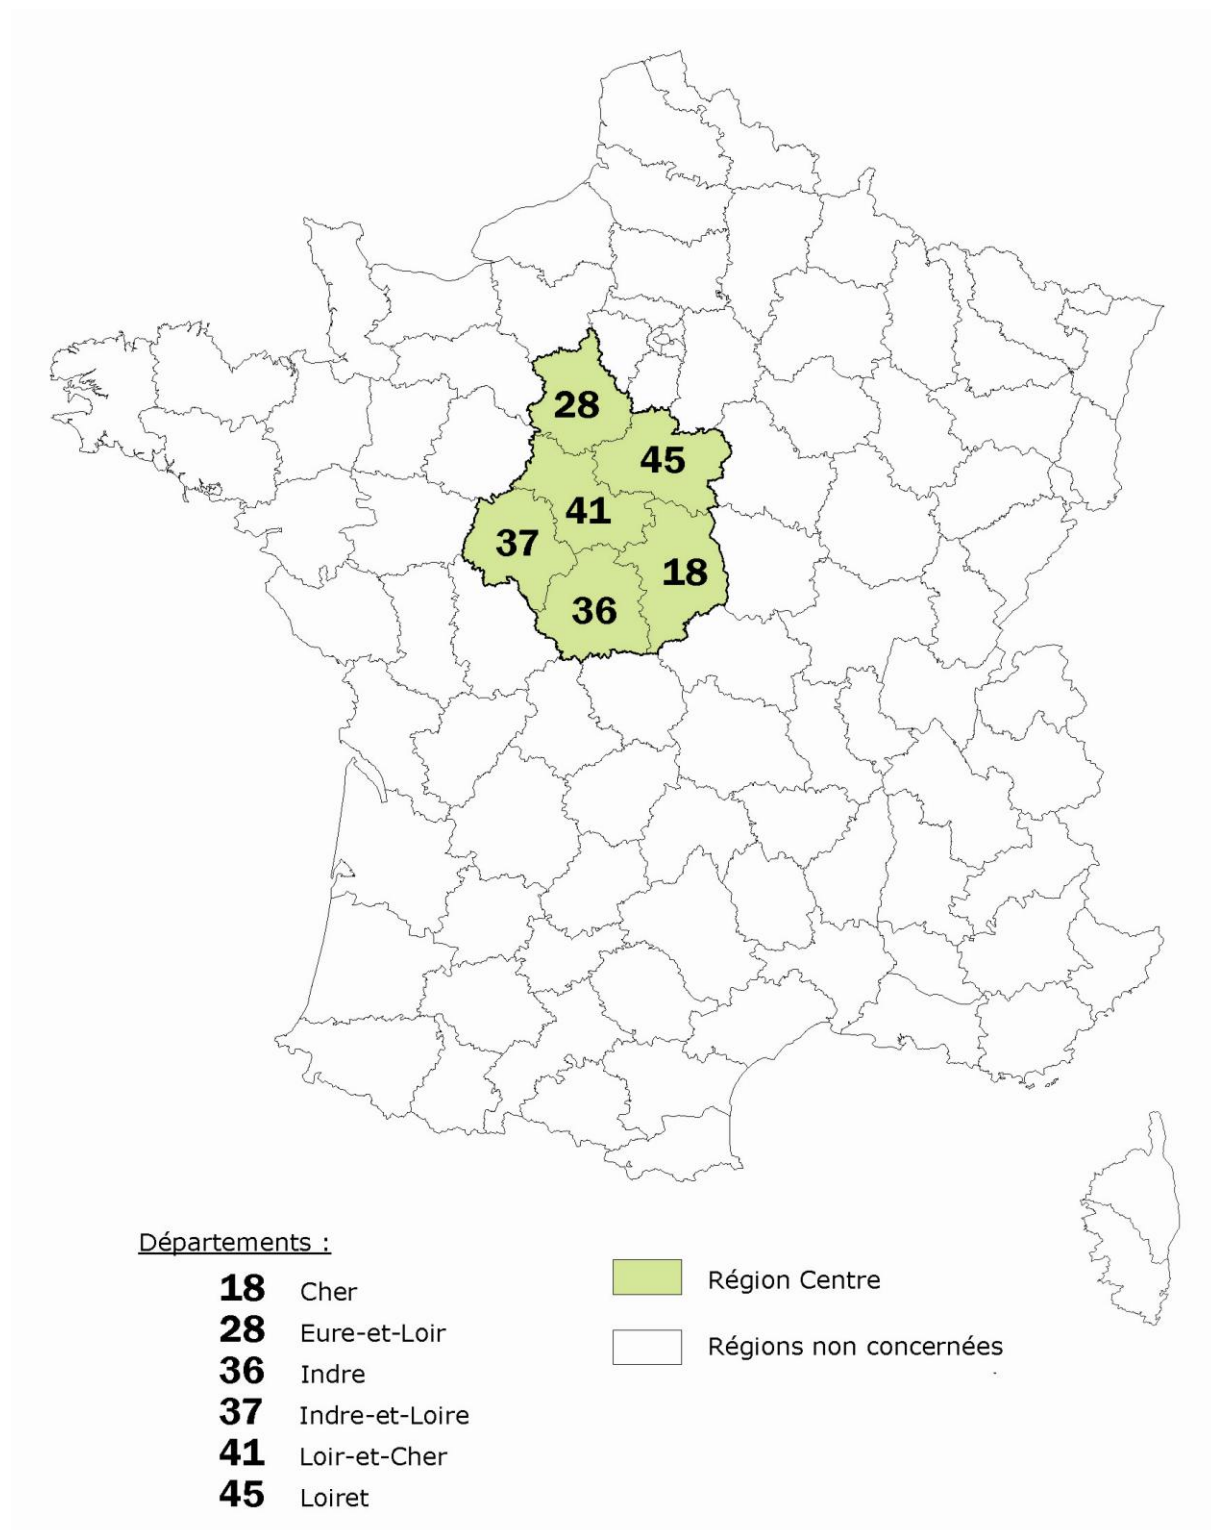 28
45
41
37
18
36
Départements :
18 Cher
28 Eure-et-Loir
36 Indre
37 Indre-et-Loire
41 Loir-et-Cher
45 Loiret
Région Centre
Régions non concernées